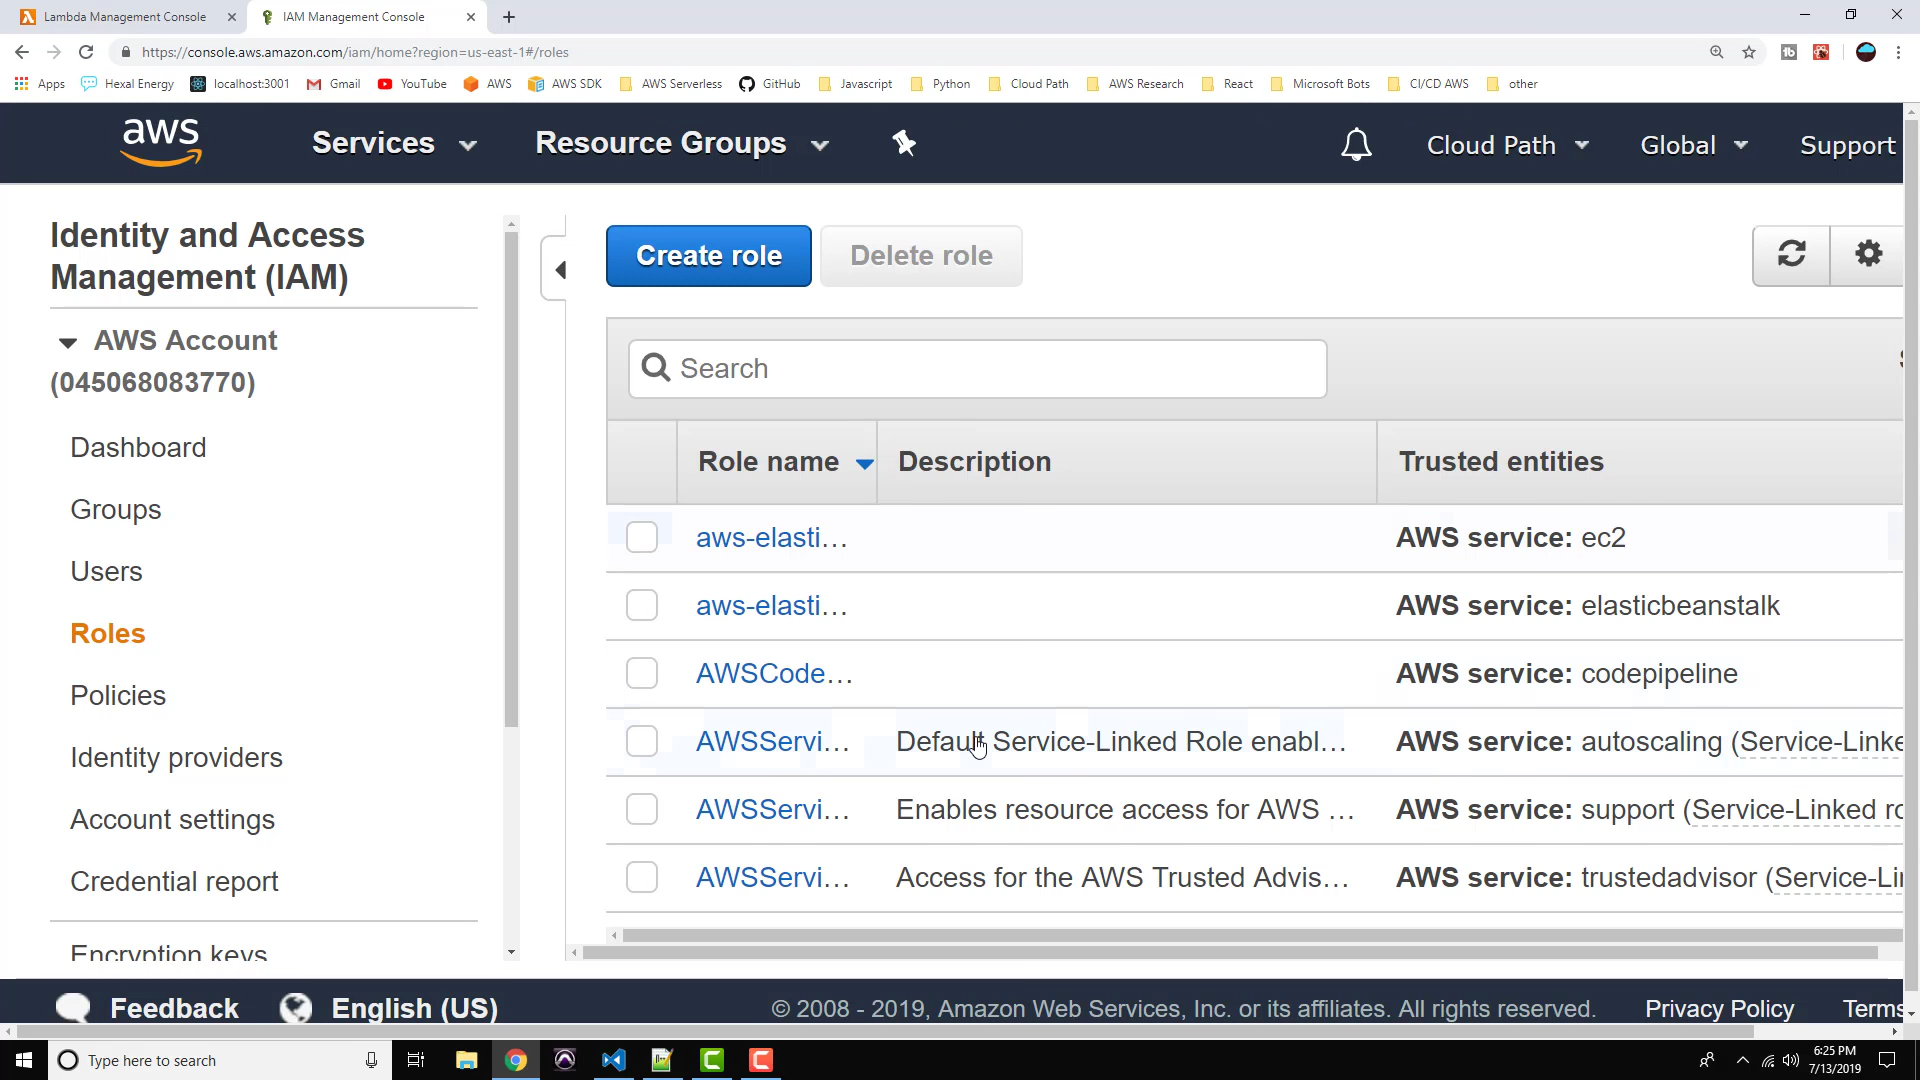 Lambda Management Console
IAM Management Console
https://console.aws.amazon.com/iam/home?region=us-east-1#/roles
Apps Hexal Energy localhost:3001 Gmail YouTube AWS AWS SDK AWS Serverless GitHub Javascript Python Cloud Path AWS Research React Microsoft Bots CI/CD AWS other
aws Services Resource Groups Cloud Path Global Support
Identity and Access
Management (IAM)
AWS Account
(045068083770)
Dashboard
Groups
Users
Roles
Policies
Identity providers
Account settings
Credential report
Encryption keys
Create role Delete role
Search
Role name Description Trusted entities
aws-elasti... AWS service: ec2
aws-elasti... AWS service: elasticbeanstalk
AWSCode... AWS service: codepipeline
AWSServi... Default Service-Linked Role enabl... AWS service: autoscaling (Service-Linke
AWSServi... Enables resource access for AWS ... AWS service: support (Service-Linked ro
AWSServi... Access for the AWS Trusted Advis... AWS service: trustedadvisor (Service-Li
Feedback English (US) © 2008 - 2019, Amazon Web Services, Inc. or its affiliates. All rights reserved. Privacy Policy Terms
Type here to search
6:25 PM
7/13/2019